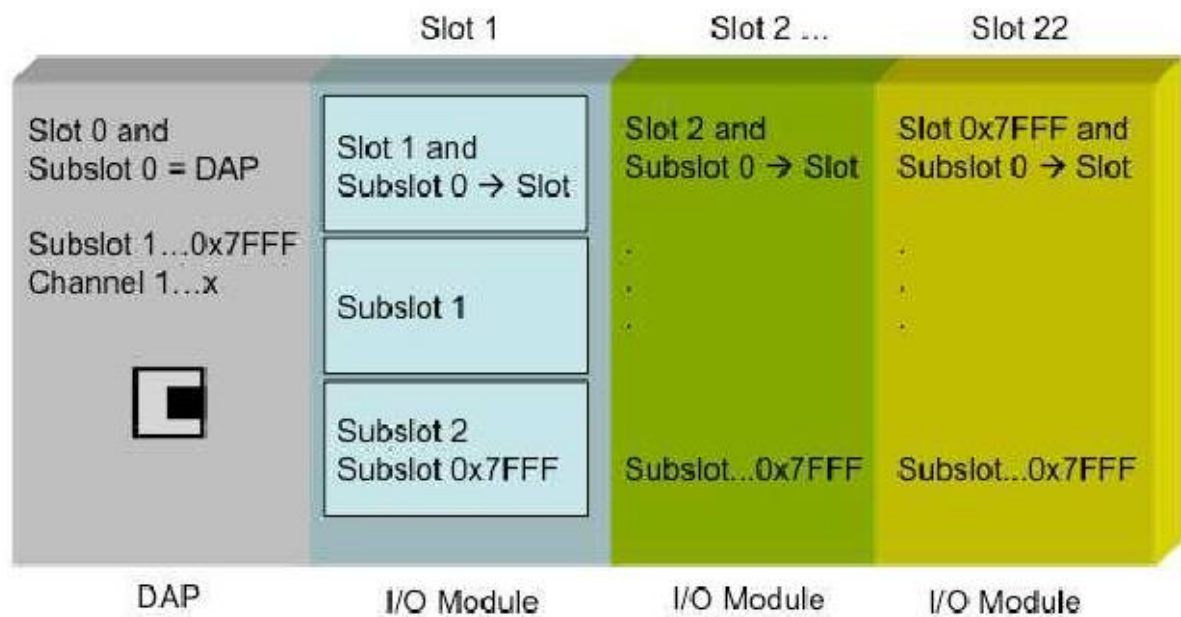 Slot 1
Slot 2 ...
Slot 22
Slot 0 and
Subslot 0 = DAP
Subslot 1...0x7FFF
Channel 1...x
Slot 1 and
Subslot 0 → Slot
Subslot 1
Subslot 2
Subslot 0x7FFF
Slot 2 and
Subslot 0 → Slot
.
.
.
Subslot...0x7FFF
Slot 0x7FFF and
Subslot 0 → Slot
.
.
.
Subslot...0x7FFF
DAP
I/O Module
I/O Module
I/O Module